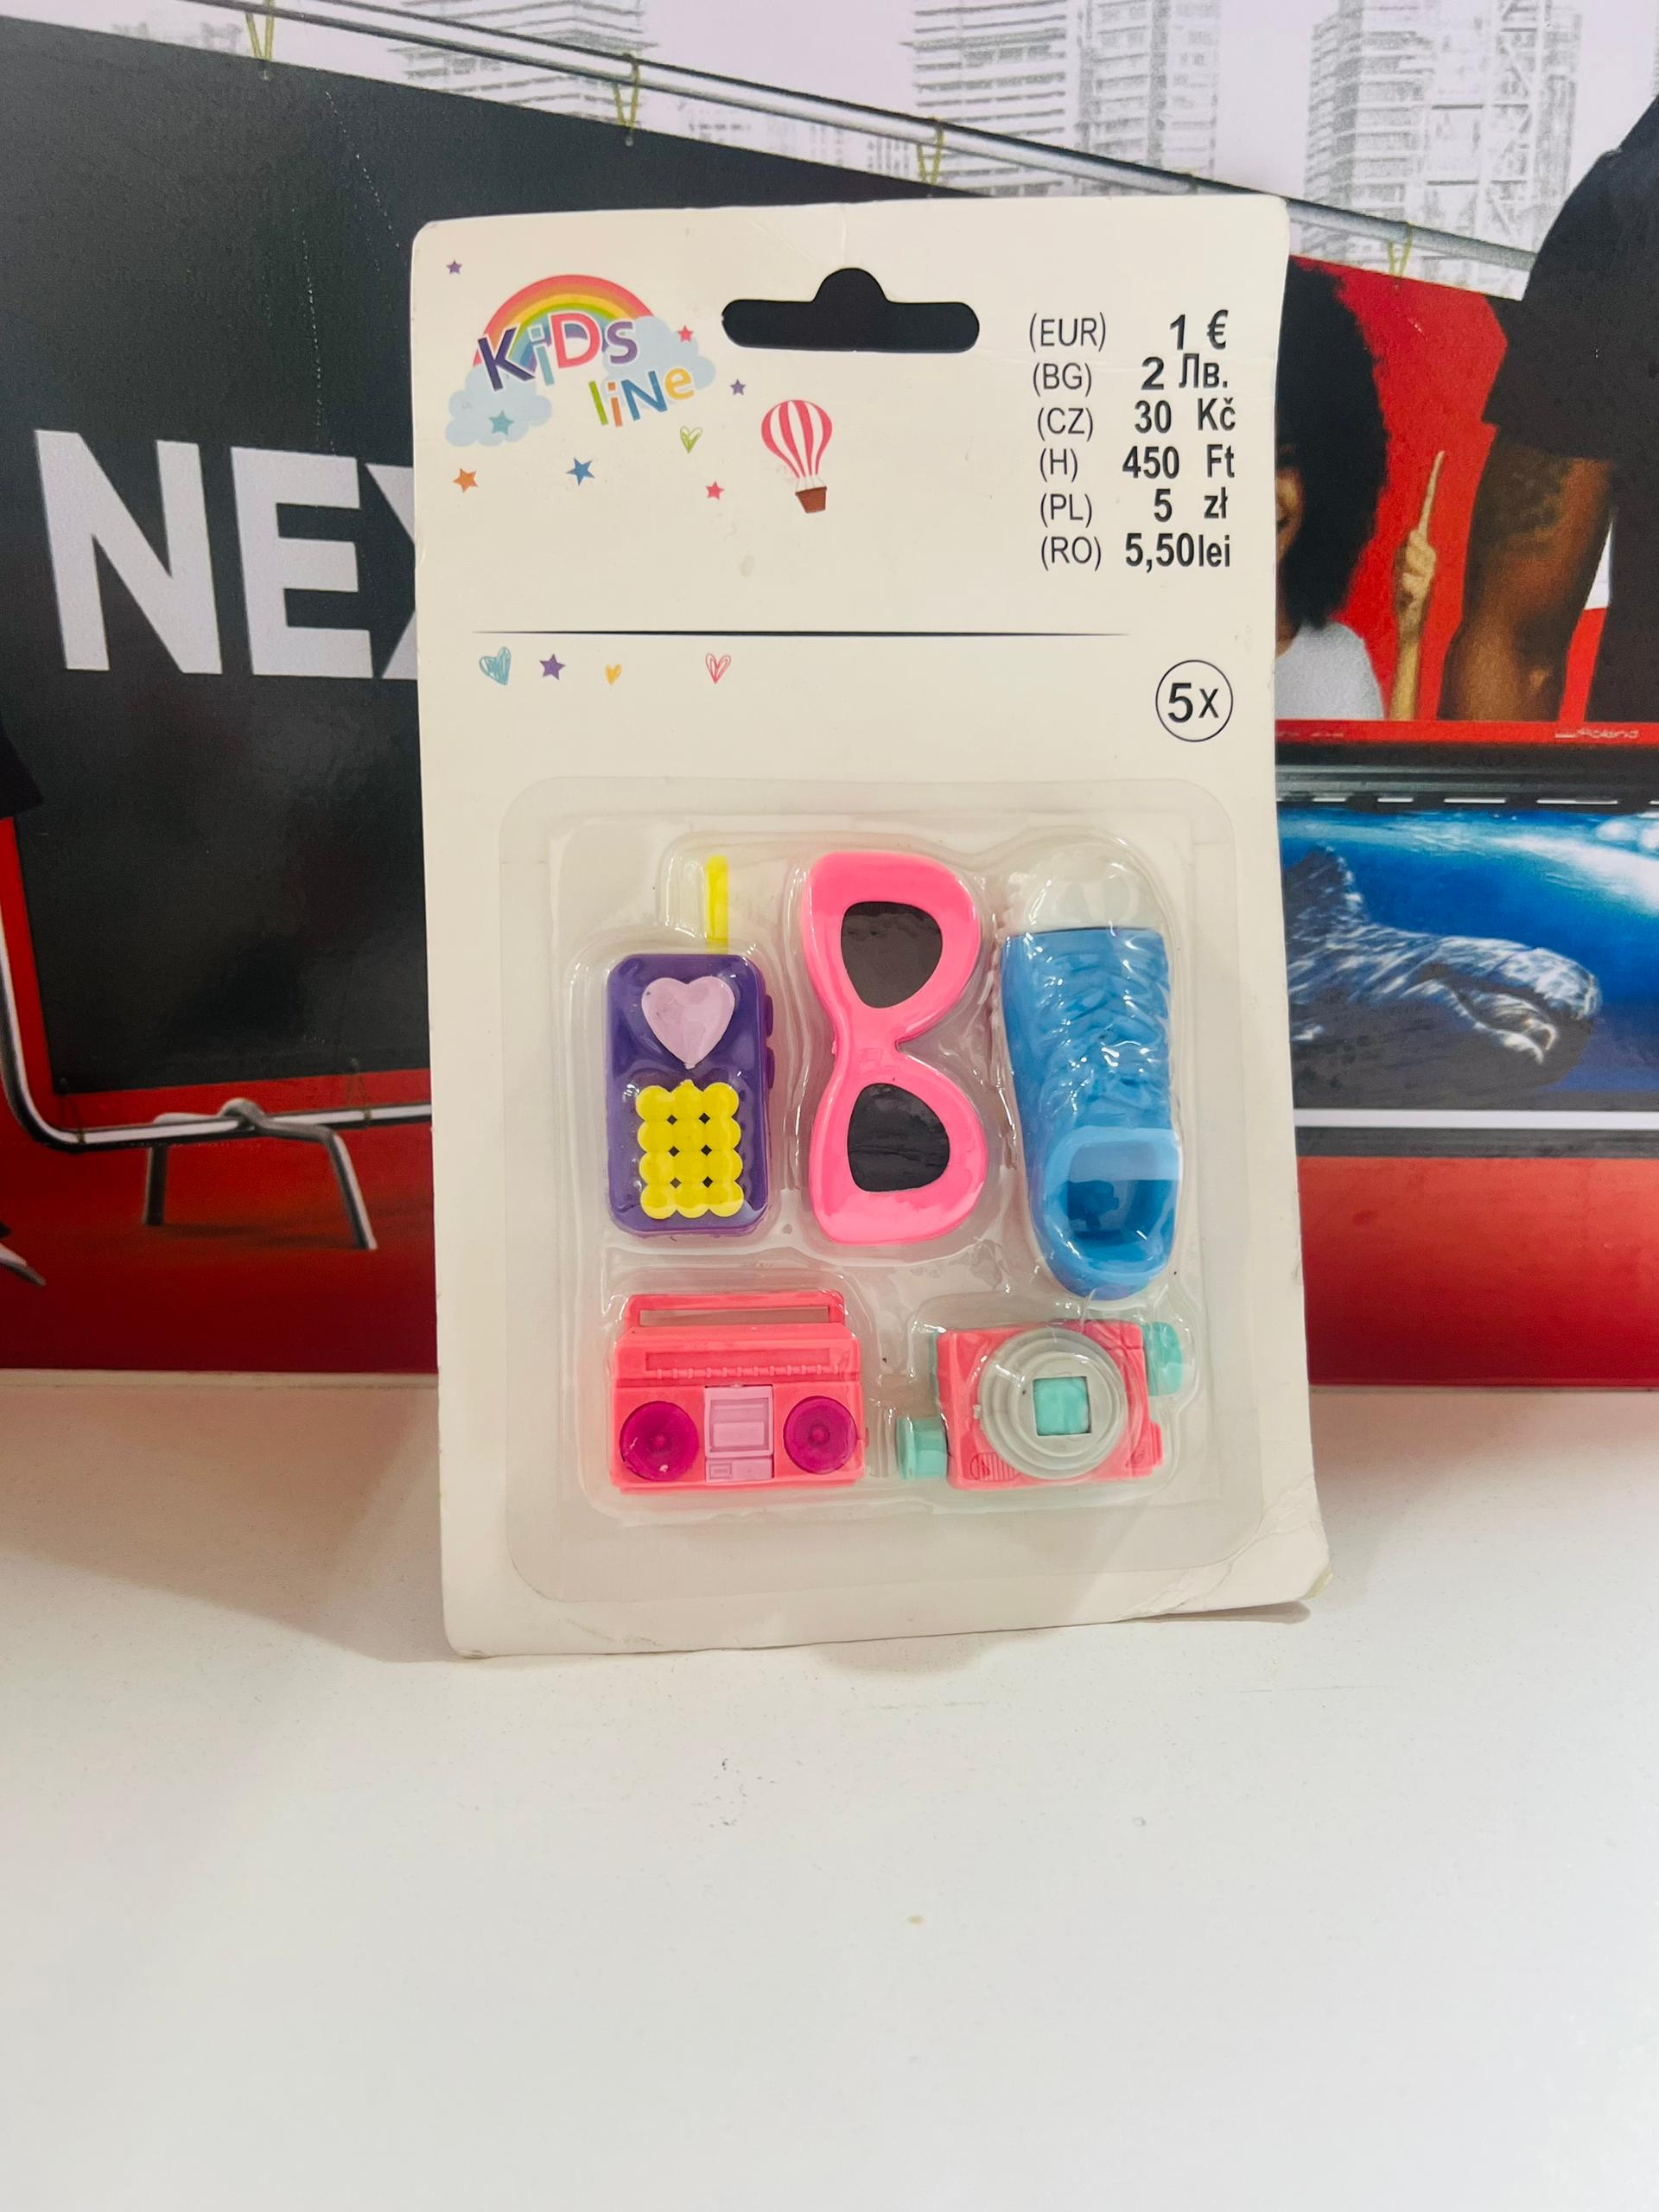 KiDs
liNe
(EUR) 1 €
(BG) 2 Лв.
(CZ) 30 Kč
(H) 450 Ft
(PL) 5 zł
(RO) 5,50lei
5X
NEX
Roland